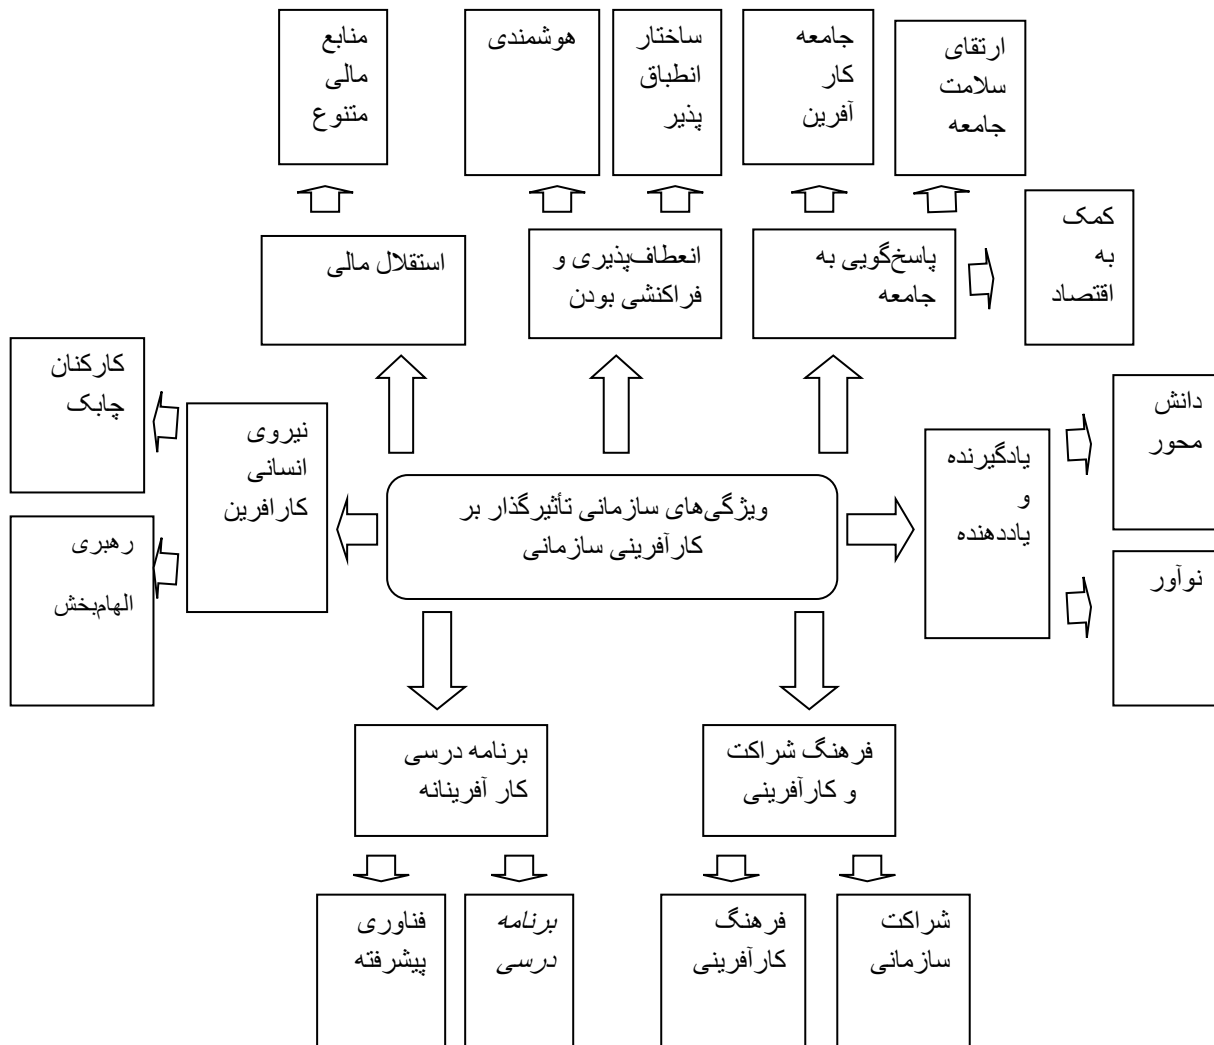 ارتقای
سلامت
جامعه
جامعه
کار
آفرین
ساختار
انطباق
پذیر
هوشمندی
منابع
مالی
متنوع
کمک
به
اقتصاد
پاسخ‌گویی به
جامعه
انعطاف‌پذیری و
فراکنشی بودن
استقلال مالی
دانش
محور
یادگیرنده
و
یاددهنده
نوآور
ویژگی‌های سازمانی تأثیرگذار بر
کارآفرینی سازمانی
نیروی
انسانی
کارافرین
کارکنان
چابک
رهبری
الهام‌بخش
فرهنگ شراکت
و کارآفرینی
برنامه درسی
کار آفرینانه
شراکت
سازمانی
فرهنگ
کارآفرینی
برنامه
درسی
فناوری
پیشرفته